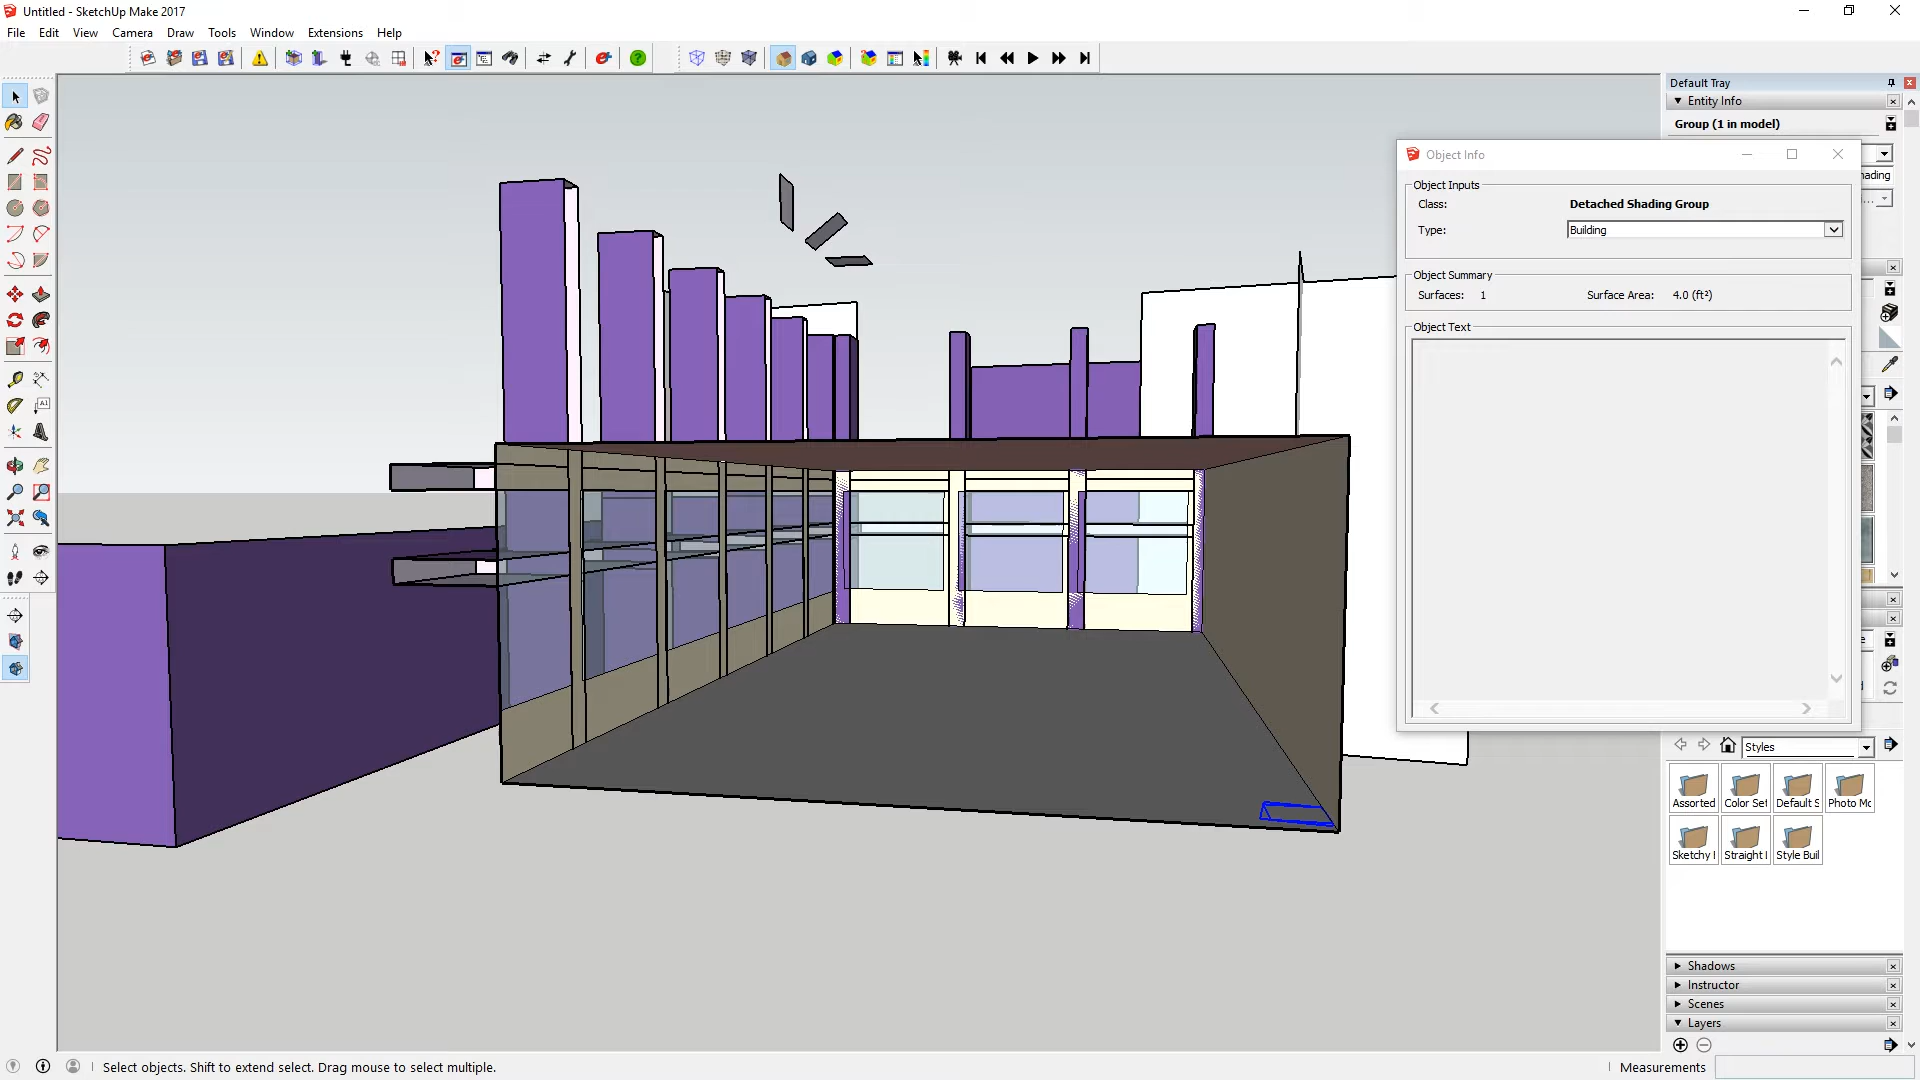 Untitled - SketchUp Make 2017
File Edit View Camera Draw Tools Window Extensions Help
Default Tray
Entity Info
Group (1 in model)
Object Info
Object Inputs
Class: Detached Shading Group
Type: Building
Object Summary
Surfaces: 1 Surface Area: 4.0 (ft²)
Object Text
Styles
Assorted Color Set Default S Photo Mo
Sketchy Straight Style Buil
Shadows
Instructor
Scenes
Layers
Select objects. Shift to extend select. Drag mouse to select multiple.
Measurements